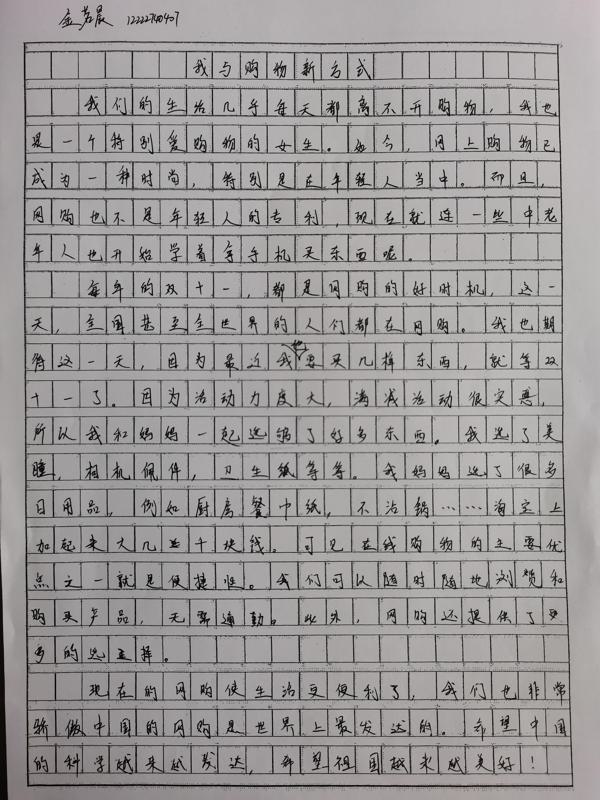 金芸晨 12222740407
我与购物新方式
我们的生活几乎每天都离不开购物，我也
是一个特别爱购物的女生。如今，网上购物已
成为一种时尚，特别是在年轻人当中。而且，
网购也不是年轻人的专利，现在就连一些中老
年人也开始学着拿手机买东西呢。
每年的双十一，都是网购的好时机，这一
天，全国甚至全世界的人们都在网购。我也期
待这一天，因为最近我也要买几样东西，就等双
十一了。因为活动力度大，满减活动很实惠，
所以我和妈妈一起选购了好多东西。我选了美
瞳，相机佩件，卫生纸等等。我妈妈选了很多
日用品，例如厨房餐巾纸，不沾锅……淘宝上
加起来大几千块钱。可见在线购物的主要优
点之一就是便捷性。我们可以随时随地浏赞和
购买产品，无需通勤。此外，网购还提供了更
多的选择。
现在的网购使生活变便利了，我们也非常
骄傲中国的网购是世界上最发达的。希望中国
的科学越来越发达，希望祖国越来越美好！